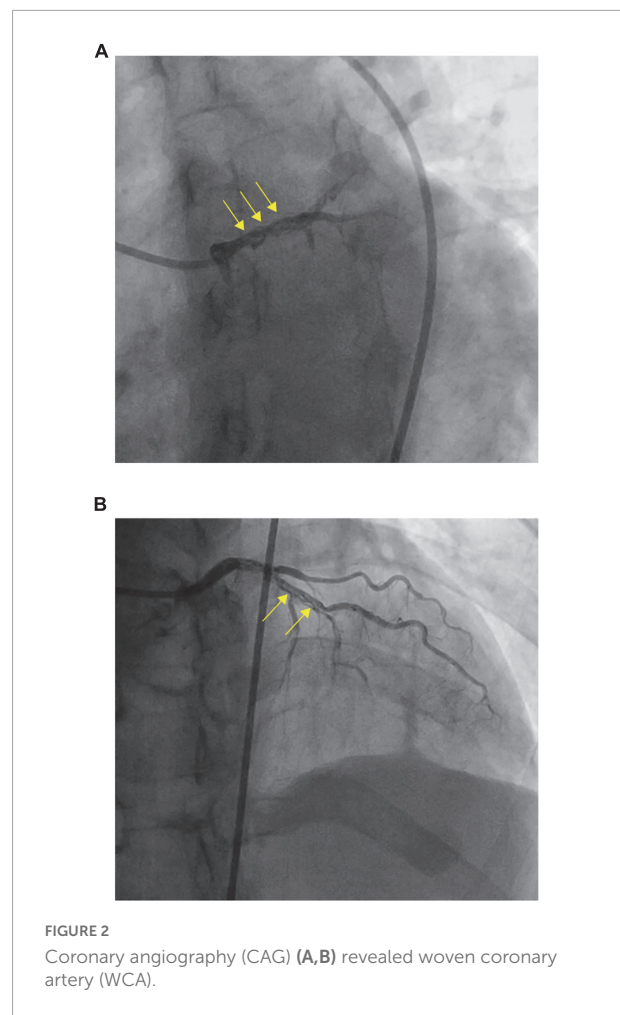 A
B
FIGURE 2
Coronary angiography (CAG) (A,B) revealed woven coronary
artery (WCA).